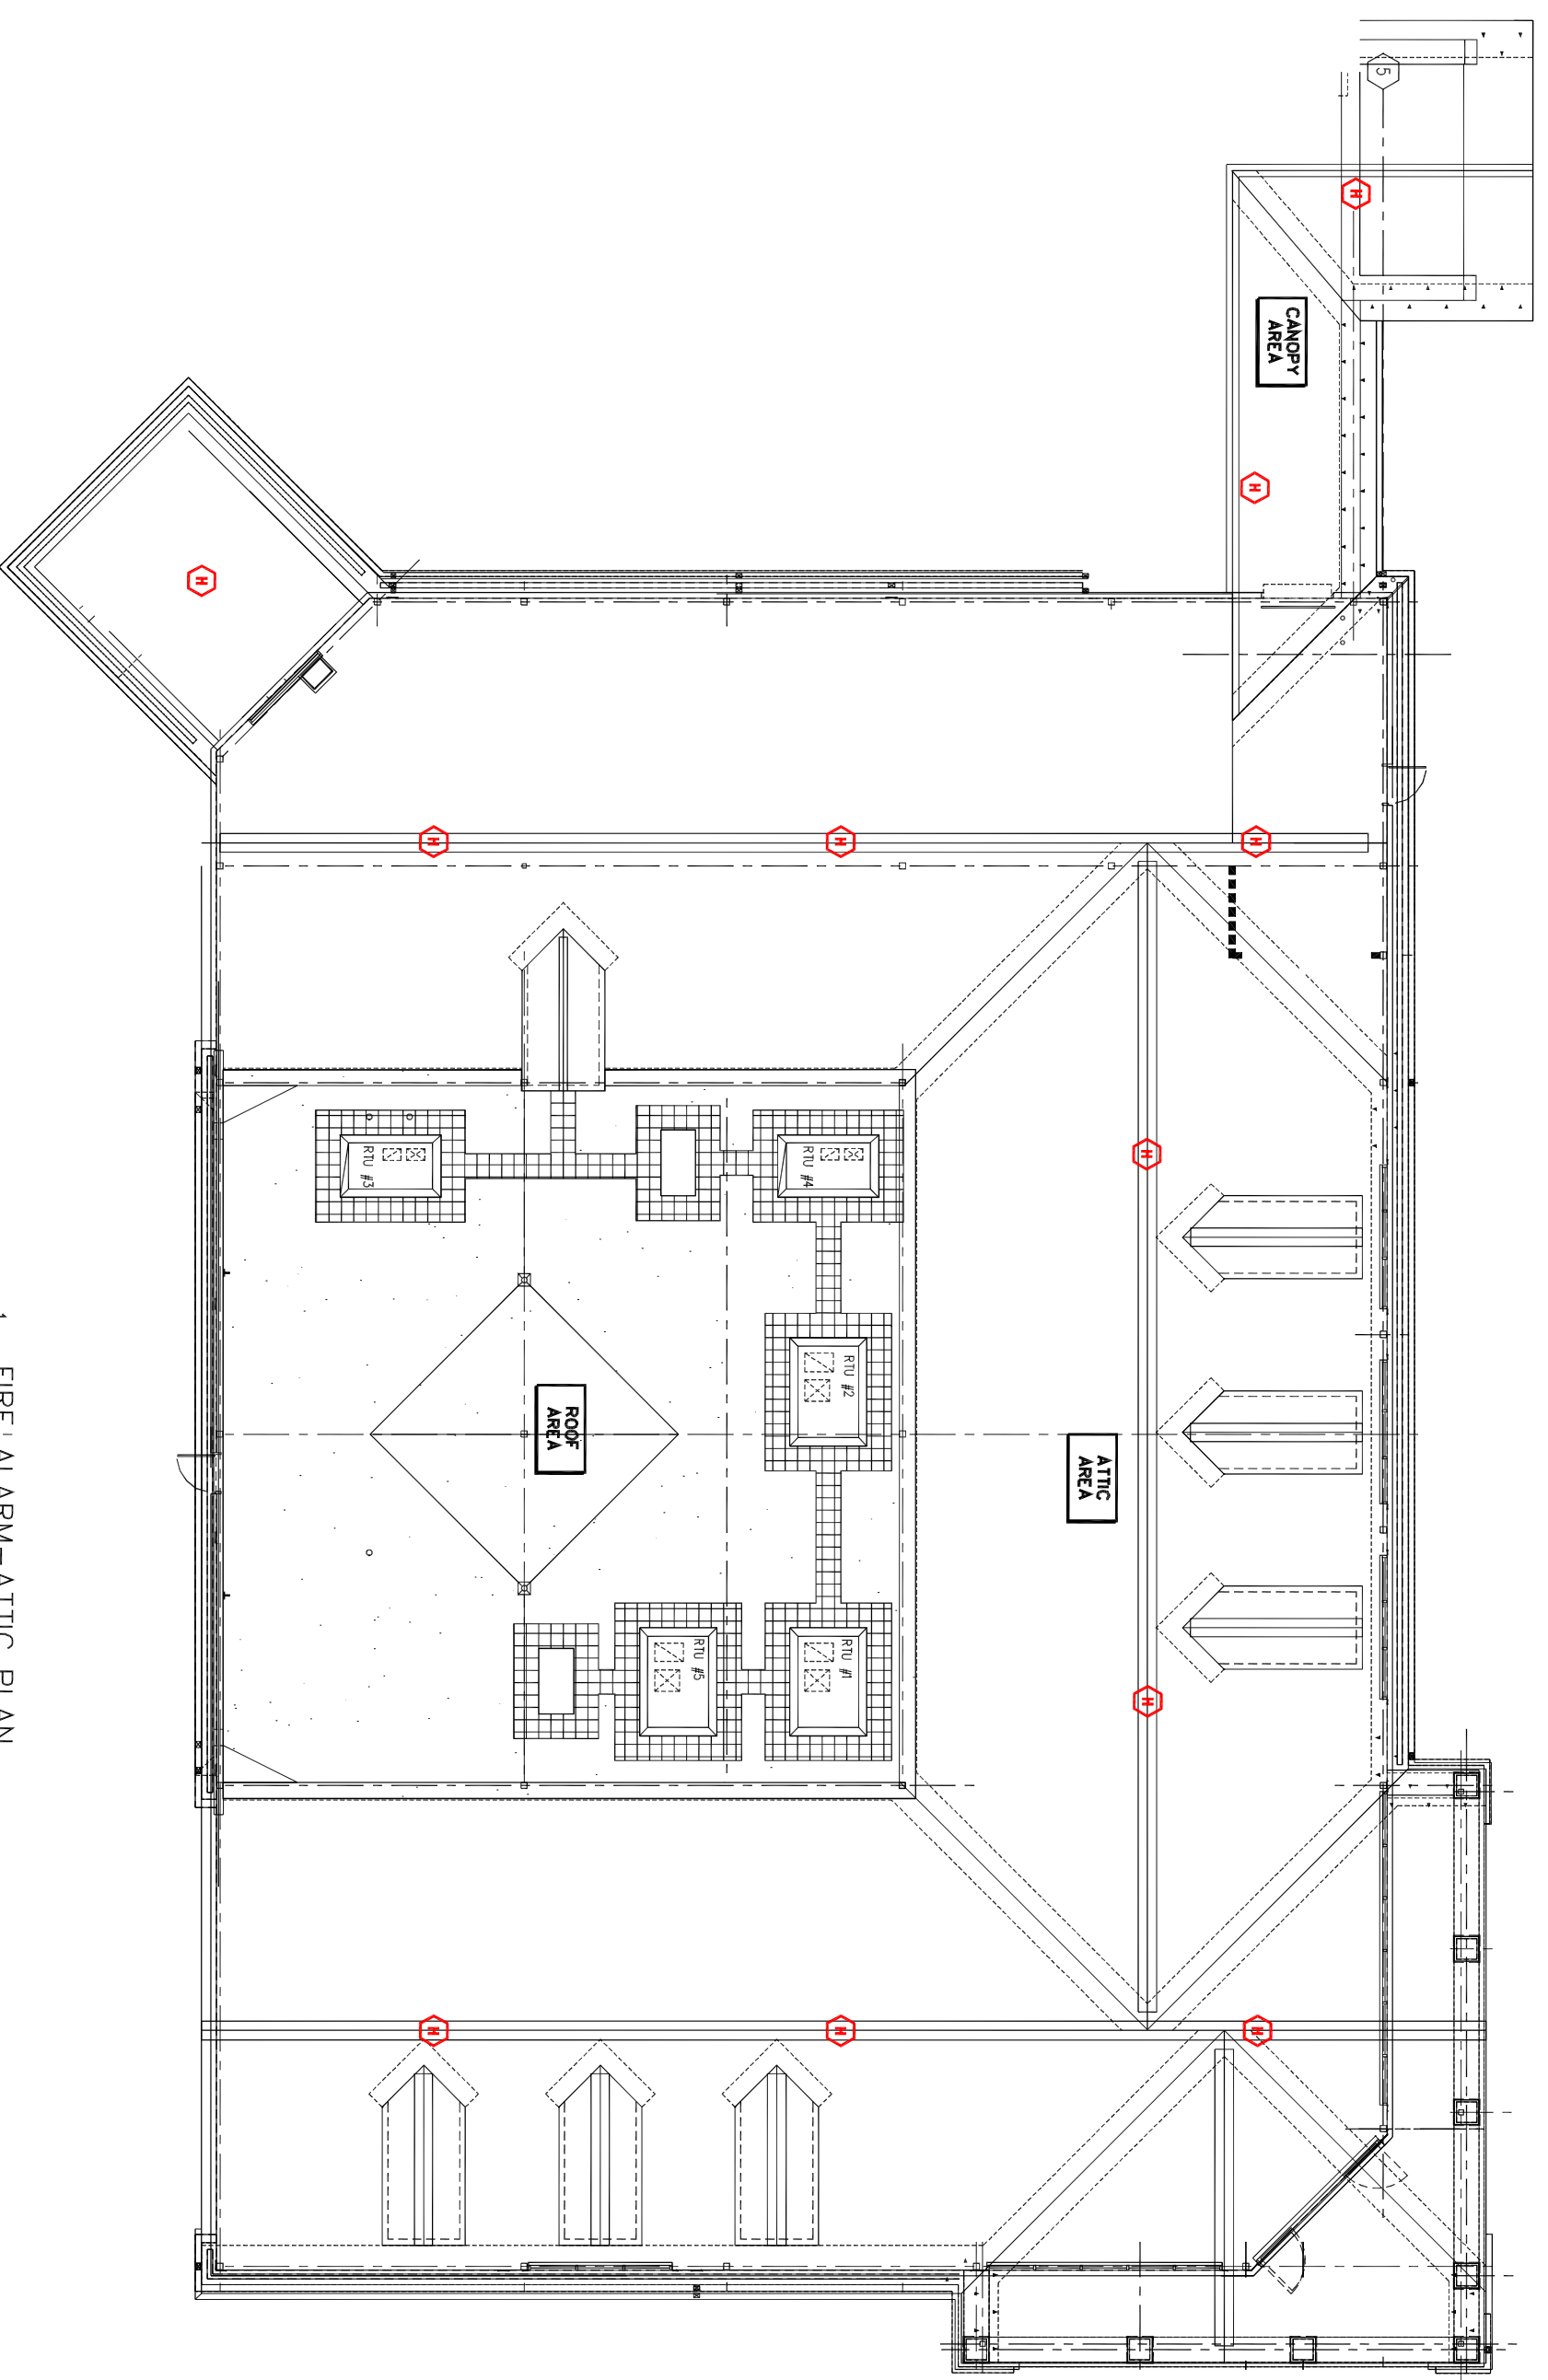 5
H
CANOPY
AREA
H
H
H
H
H
ATTIC
AREA
RTU #2
RTU #1
H
H
RTU #4
RTU #5
ROOF
AREA
H
H
RTU #3
H
FIRE ALARM–ATTIC PLAN